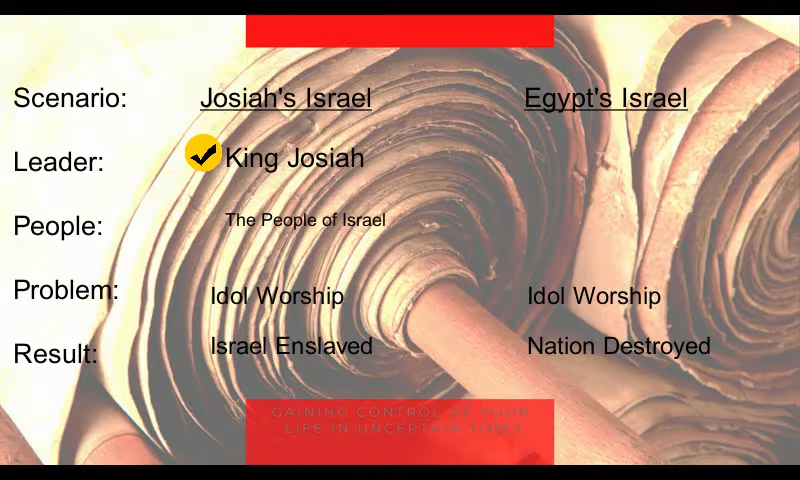 Scenario: Josiah's Israel Egypt's Israel
Leader: King Josiah
People: The People of Israel
Problem: Idol Worship Idol Worship
Result: Israel Enslaved Nation Destroyed
GAINING CONTROL OF YOUR
LIFE IN UNCERTAIN TIMES